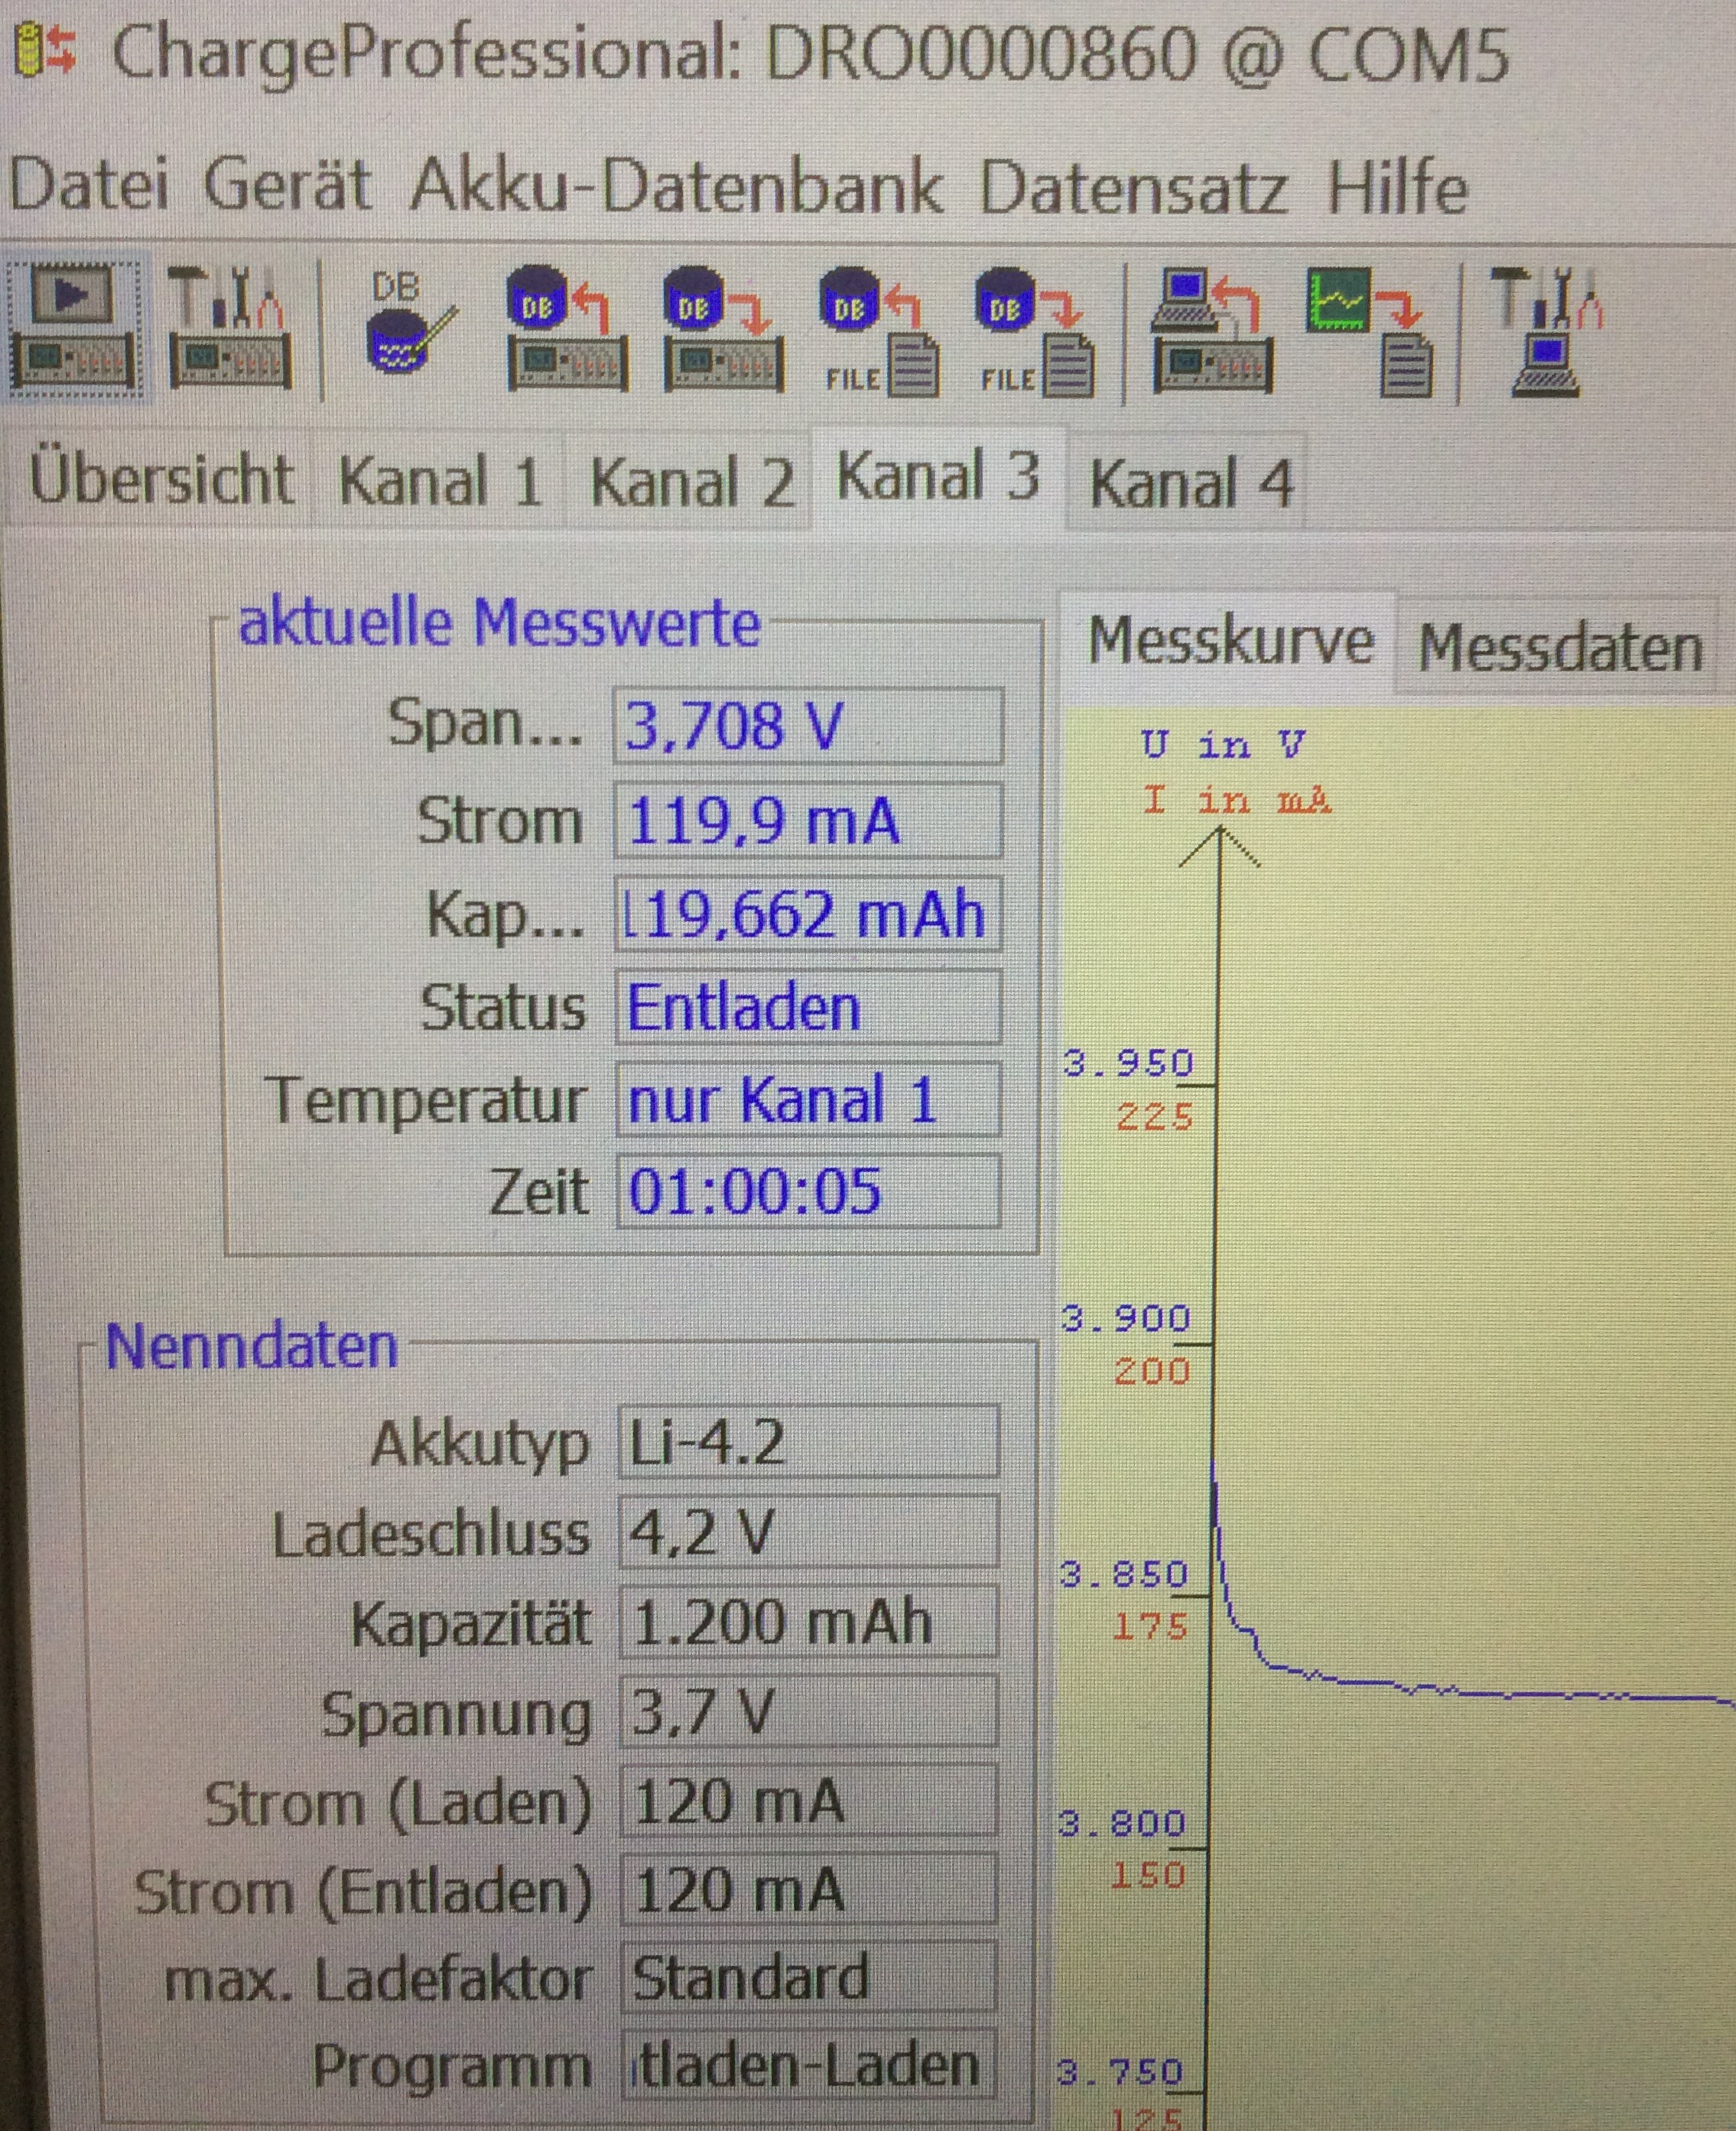 ChargeProfessional: DRO0000860 @ COM5
Datei Gerät Akku-Datenbank Datensatz Hilfe
DB DB DB DB DB
FILE FILE
Übersicht Kanal 1 Kanal 2 Kanal 3 Kanal 4
aktuelle Messwerte
Span... 3,708 V
Strom 119,9 mA
Kap... 119,662 mAh
Status Entladen
Temperatur nur Kanal 1
Zeit 01:00:05
Nenndaten
Akkutyp Li-4.2
Ladeschluss 4,2 V
Kapazität 1.200 mAh
Spannung 3,7 V
Strom (Laden) 120 mA
Strom (Entladen) 120 mA
max. Ladefaktor Standard
Programm tladen-Laden
Messkurve Messdaten
U in V
I in mA
3.950
225
3.900
200
3.850
175
3.800
150
3.750
125